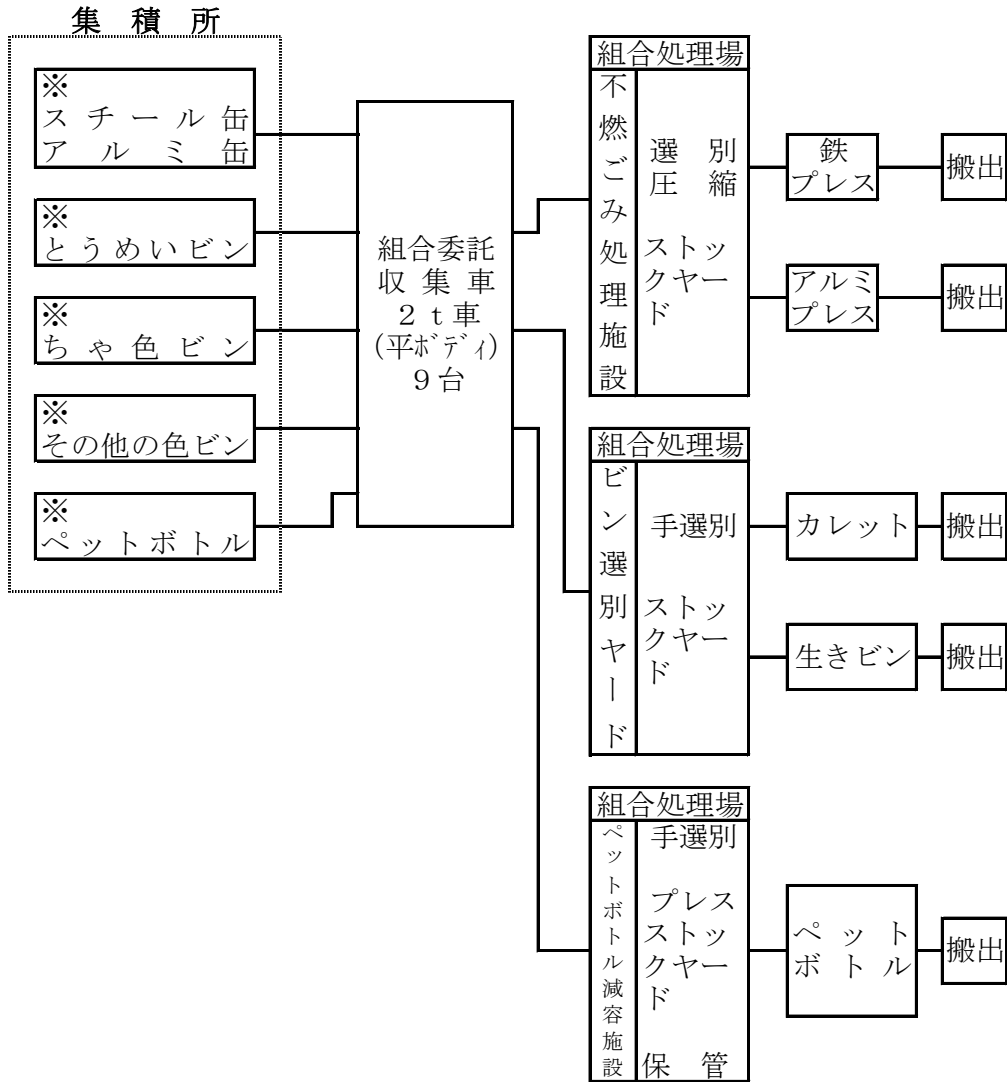 集積所
※
スチール缶
アルミ缶
※
とうめいビン
※
ちゃ色ビン
※
その他の色ビン
※
ペットボトル
組合委託
収集車
２ｔ車
(平ﾎﾞﾃﾞｨ)
９台
組合処理場
不燃ごみ処理施設
選別
圧縮
ストッ
クヤー
ド
鉄
プレス
搬出
アルミ
プレス
搬出
組合処理場
ビン選別ヤード
手選別
ストッ
クヤー
ド
カレット
搬出
生きビン
搬出
組合処理場
ペットボトル減容施設
手選別
プレス
ストッ
クヤー
ド
保管
ペット
ボトル
搬出